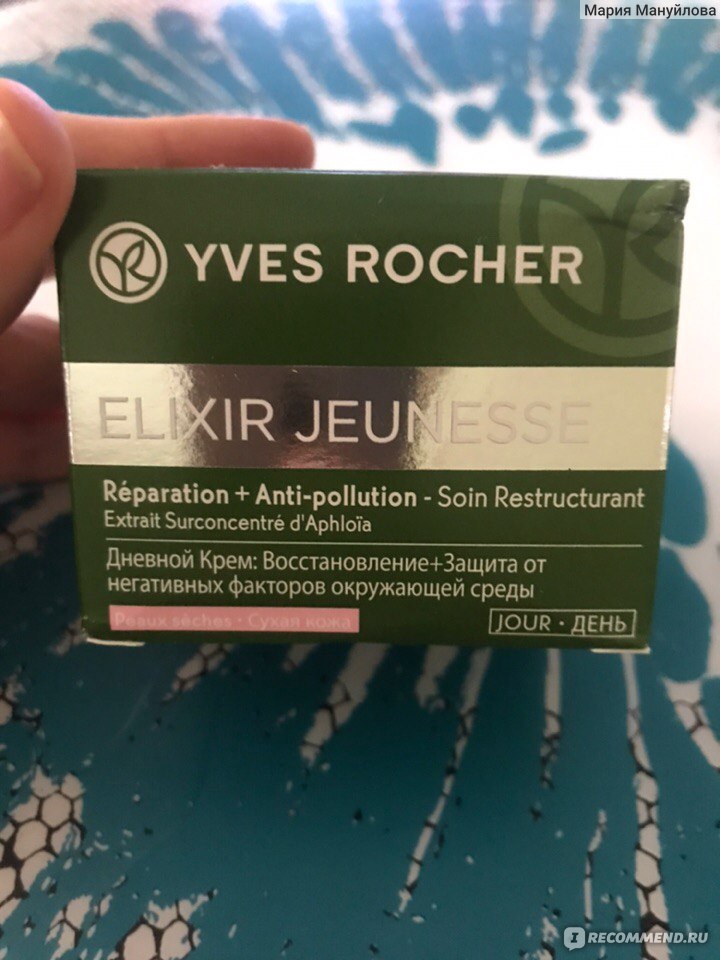 Мария Мануйлова
YVES ROCHER
ELIXIR JEUNESSE
Réparation + Anti-pollution - Soin Restructurant
Extrait Surconcentré d'Aphloïa
Дневной Крем: Восстановление+Защита от
негативных факторов окружающей среды
Peaux sèches · Сухая кожа
JOUR · ДЕНЬ
IRECOMMEND.RU